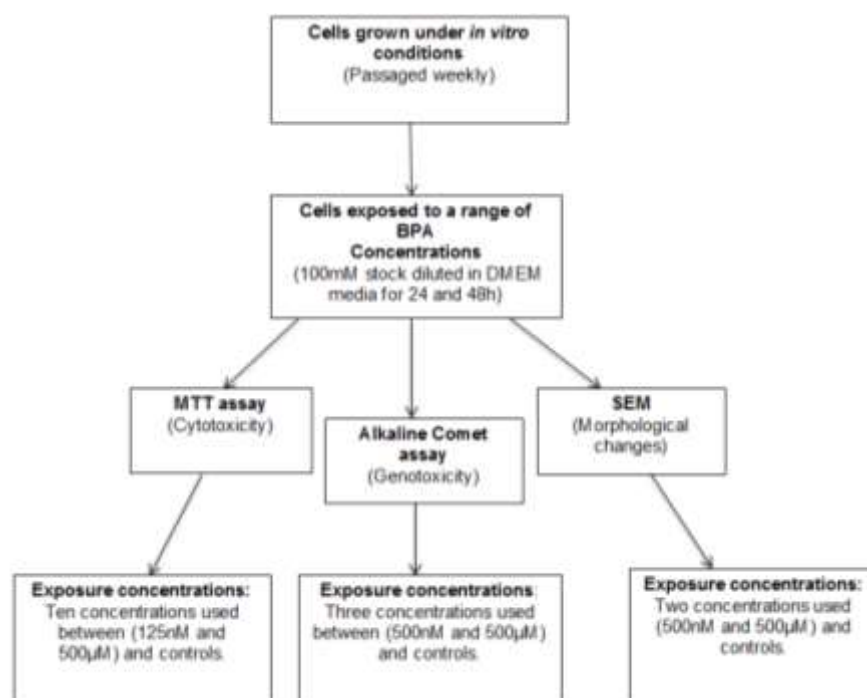 Cells grown under in vitro
conditions
(Passaged weekly)
Cells exposed to a range of
BPA
Concentrations
(100mM stock diluted in DMEM
media for 24 and 48h)
MTT assay
(Cytotoxicity)
Alkaline Comet
assay
(Genotoxicity)
SEM
(Morphological
changes)
Exposure concentrations:
Ten concentrations used
between (125nM and
500µM) and controls.
Exposure concentrations:
Three concentrations used
between (500nM and 500µM)
and controls.
Exposure concentrations:
Two concentrations used
(500nM and 500µM) and
controls.